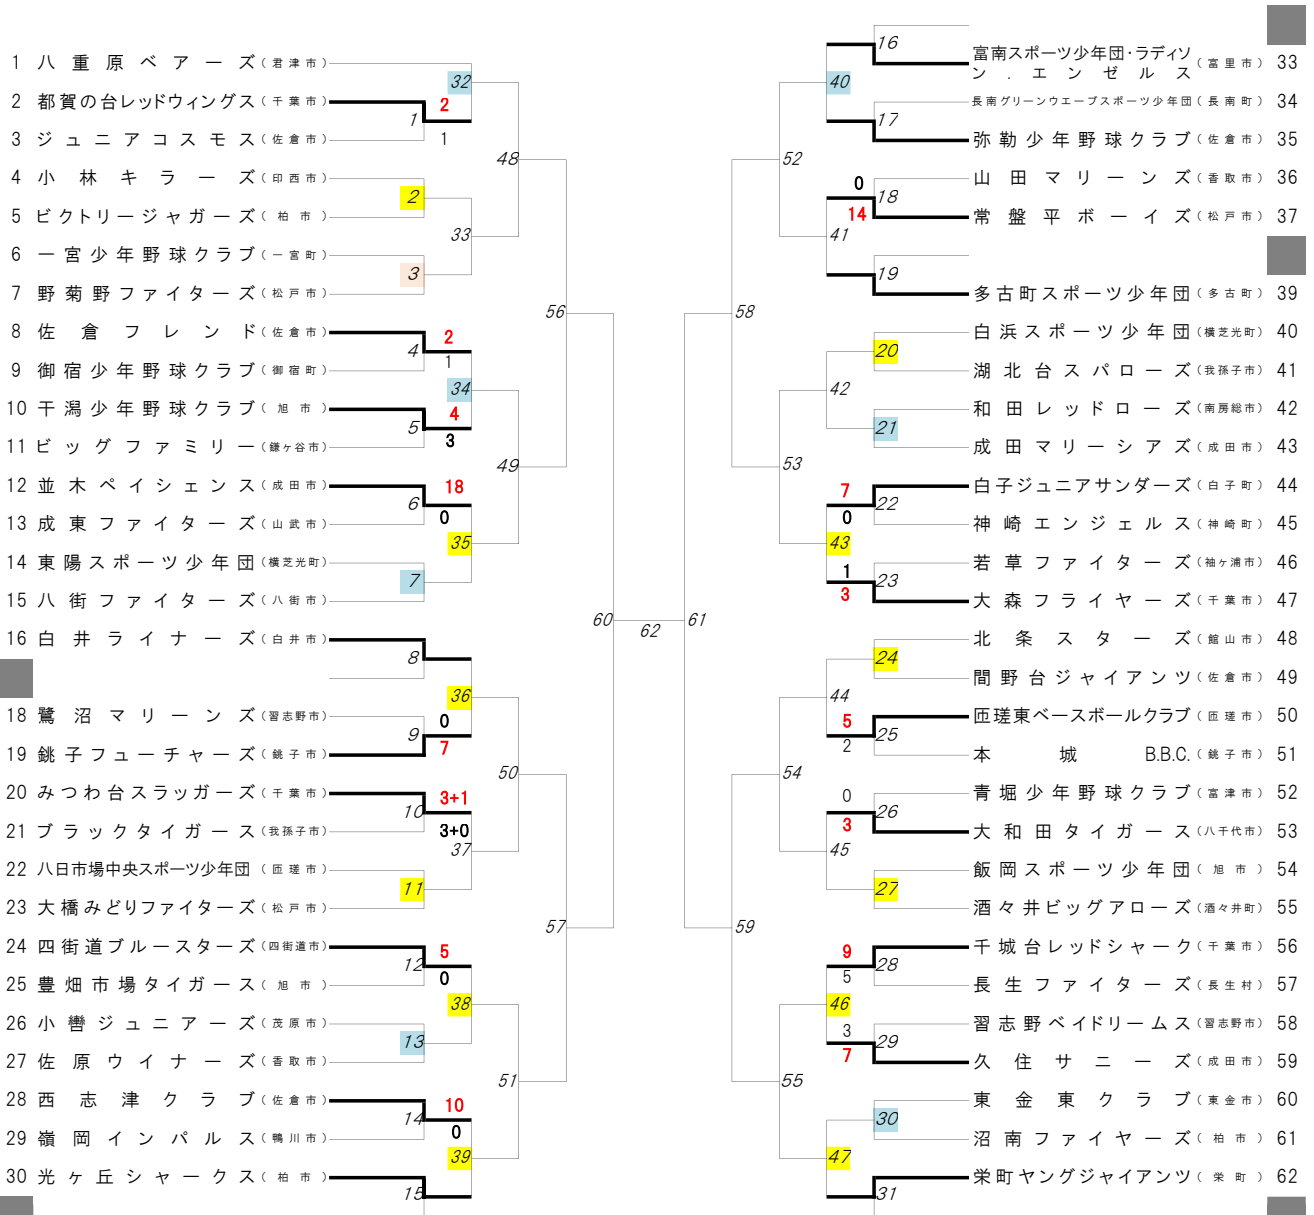 1 八重原ベアーズ（君津市）
2 都賀の台レッドウィングス（千葉市）
3 ジュニアコスモス（佐倉市）
4 小林キラーズ（印西市）
5 ビクトリージャガーズ（柏市）
6 一宮少年野球クラブ（一宮町）
7 野菊野ファイターズ（松戸市）
8 佐倉フレンド（佐倉市）
9 御宿少年野球クラブ（御宿町）
10 干潟少年野球クラブ（旭市）
11 ビッグファミリー（鎌ヶ谷市）
12 並木ペイシェンス（成田市）
13 成東ファイターズ（山武市）
14 東陽スポーツ少年団（横芝光町）
15 八街ファイターズ（八街市）
16 白井ライナーズ（白井市）
18 鷺沼マリーンズ（習志野市）
19 銚子フューチャーズ（銚子市）
20 みつわ台スラッガーズ（千葉市）
21 ブラックタイガース（我孫子市）
22 八日市場中央スポーツ少年団（匝瑳市）
23 大橋みどりファイターズ（松戸市）
24 四街道ブルースターズ（四街道市）
25 豊畑市場タイガース（旭市）
26 小轡ジュニアーズ（茂原市）
27 佐原ウイナーズ（香取市）
28 西志津クラブ（佐倉市）
29 嶺岡インパルス（鴨川市）
30 光ヶ丘シャークス（柏市）
1
2
3
4
5
6
7
8
9
10
11
12
13
14
15
2
1
2
1
4
3
18
0
0
7
3+1
3+0
5
0
10
0
32
33
34
35
36
37
38
39
48
49
50
51
56
57
60
62
61
58
59
52
53
54
55
40
41
42
43
44
45
46
47
0
14
7
0
1
3
5
2
0
3
9
5
3
7
16
17
18
19
20
21
22
23
24
25
26
27
28
29
30
31
富南スポーツ少年団・ラディソ
ン．エンゼルス（富里市） 33
長南グリーンウエーブスポーツ少年団（長南町） 34
弥勒少年野球クラブ（佐倉市） 35
山田マリーンズ（香取市） 36
常盤平ボーイズ（松戸市） 37
多古町スポーツ少年団（多古町） 39
白浜スポーツ少年団（横芝光町） 40
湖北台スパローズ（我孫子市） 41
和田レッドローズ（南房総市） 42
成田マリーシアズ（成田市） 43
白子ジュニアサンダーズ（白子町） 44
神崎エンジェルス（神崎町） 45
若草ファイターズ（袖ヶ浦市） 46
大森フライヤーズ（千葉市） 47
北条スターズ（館山市） 48
間野台ジャイアンツ（佐倉市） 49
匝瑳東ベースボールクラブ（匝瑳市） 50
本城B.B.C.（銚子市） 51
青堀少年野球クラブ（富津市） 52
大和田タイガース（八千代市） 53
飯岡スポーツ少年団（旭市） 54
酒々井ビッグアローズ（酒々井町） 55
千城台レッドシャーク（千葉市） 56
長生ファイターズ（長生村） 57
習志野ベイドリームス（習志野市） 58
久住サニーズ（成田市） 59
東金東クラブ（東金市） 60
沼南ファイヤーズ（柏市） 61
栄町ヤングジャイアンツ（栄町） 62